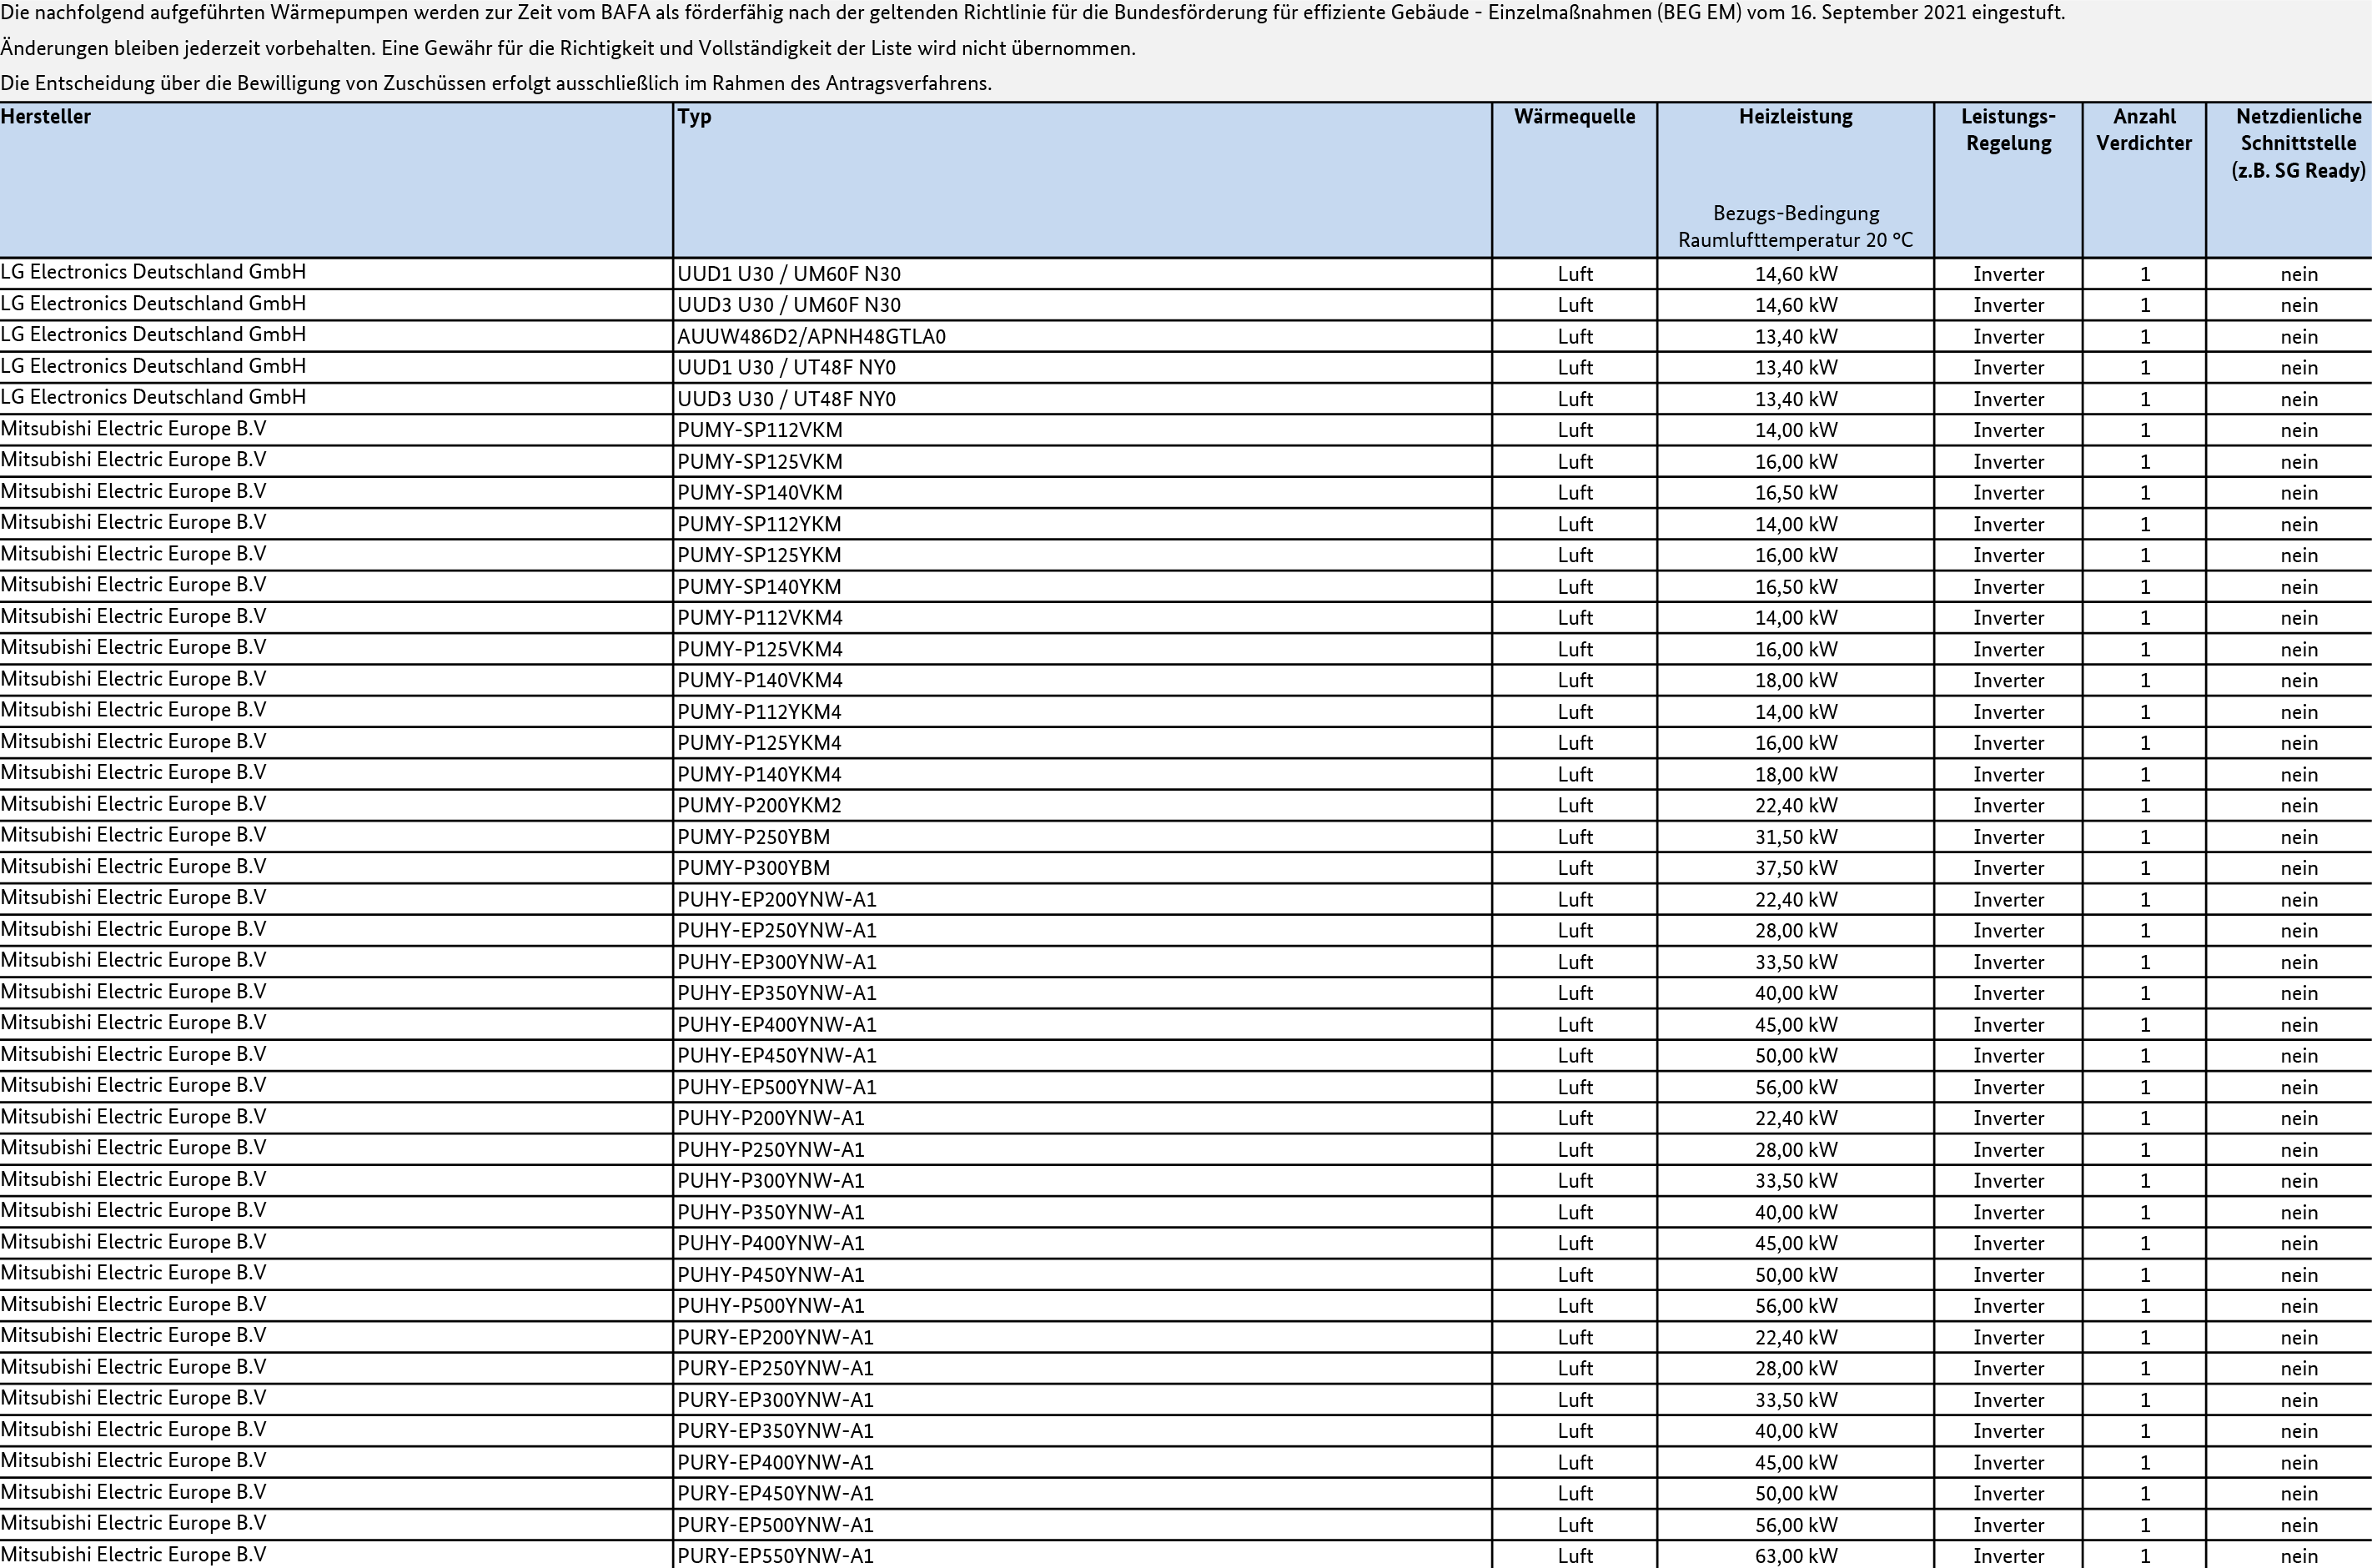 Die nachfolgend aufgeführten Wärmepumpen werden zur Zeit vom BAFA als förderfähig nach der geltenden Richtlinie für die Bundesförderung für effiziente Gebäude - Einzelmaßnahmen (BEG EM) vom 16. September 2021 eingestuft.
Änderungen bleiben jederzeit vorbehalten. Eine Gewähr für die Richtigkeit und Vollständigkeit der Liste wird nicht übernommen.
Die Entscheidung über die Bewilligung von Zuschüssen erfolgt ausschließlich im Rahmen des Antragsverfahrens.
Hersteller Typ Wärmequelle Heizleistung Leistungs- Anzahl Netzdienliche
Regelung Verdichter Schnittstelle
(z.B. SG Ready)
Bezugs-Bedingung
Raumlufttemperatur 20 °C
LG Electronics Deutschland GmbH UUD1 U30 / UM60F N30 Luft 14,60 kW Inverter 1 nein
LG Electronics Deutschland GmbH UUD3 U30 / UM60F N30 Luft 14,60 kW Inverter 1 nein
LG Electronics Deutschland GmbH AUUW486D2/APNH48GTLA0 Luft 13,40 kW Inverter 1 nein
LG Electronics Deutschland GmbH UUD1 U30 / UT48F NY0 Luft 13,40 kW Inverter 1 nein
LG Electronics Deutschland GmbH UUD3 U30 / UT48F NY0 Luft 13,40 kW Inverter 1 nein
Mitsubishi Electric Europe B.V PUMY-SP112VKM Luft 14,00 kW Inverter 1 nein
Mitsubishi Electric Europe B.V PUMY-SP125VKM Luft 16,00 kW Inverter 1 nein
Mitsubishi Electric Europe B.V PUMY-SP140VKM Luft 16,50 kW Inverter 1 nein
Mitsubishi Electric Europe B.V PUMY-SP112YKM Luft 14,00 kW Inverter 1 nein
Mitsubishi Electric Europe B.V PUMY-SP125YKM Luft 16,00 kW Inverter 1 nein
Mitsubishi Electric Europe B.V PUMY-SP140YKM Luft 16,50 kW Inverter 1 nein
Mitsubishi Electric Europe B.V PUMY-P112VKM4 Luft 14,00 kW Inverter 1 nein
Mitsubishi Electric Europe B.V PUMY-P125VKM4 Luft 16,00 kW Inverter 1 nein
Mitsubishi Electric Europe B.V PUMY-P140VKM4 Luft 18,00 kW Inverter 1 nein
Mitsubishi Electric Europe B.V PUMY-P112YKM4 Luft 14,00 kW Inverter 1 nein
Mitsubishi Electric Europe B.V PUMY-P125YKM4 Luft 16,00 kW Inverter 1 nein
Mitsubishi Electric Europe B.V PUMY-P140YKM4 Luft 18,00 kW Inverter 1 nein
Mitsubishi Electric Europe B.V PUMY-P200YKM2 Luft 22,40 kW Inverter 1 nein
Mitsubishi Electric Europe B.V PUMY-P250YBM Luft 31,50 kW Inverter 1 nein
Mitsubishi Electric Europe B.V PUMY-P300YBM Luft 37,50 kW Inverter 1 nein
Mitsubishi Electric Europe B.V PUHY-EP200YNW-A1 Luft 22,40 kW Inverter 1 nein
Mitsubishi Electric Europe B.V PUHY-EP250YNW-A1 Luft 28,00 kW Inverter 1 nein
Mitsubishi Electric Europe B.V PUHY-EP300YNW-A1 Luft 33,50 kW Inverter 1 nein
Mitsubishi Electric Europe B.V PUHY-EP350YNW-A1 Luft 40,00 kW Inverter 1 nein
Mitsubishi Electric Europe B.V PUHY-EP400YNW-A1 Luft 45,00 kW Inverter 1 nein
Mitsubishi Electric Europe B.V PUHY-EP450YNW-A1 Luft 50,00 kW Inverter 1 nein
Mitsubishi Electric Europe B.V PUHY-EP500YNW-A1 Luft 56,00 kW Inverter 1 nein
Mitsubishi Electric Europe B.V PUHY-P200YNW-A1 Luft 22,40 kW Inverter 1 nein
Mitsubishi Electric Europe B.V PUHY-P250YNW-A1 Luft 28,00 kW Inverter 1 nein
Mitsubishi Electric Europe B.V PUHY-P300YNW-A1 Luft 33,50 kW Inverter 1 nein
Mitsubishi Electric Europe B.V PUHY-P350YNW-A1 Luft 40,00 kW Inverter 1 nein
Mitsubishi Electric Europe B.V PUHY-P400YNW-A1 Luft 45,00 kW Inverter 1 nein
Mitsubishi Electric Europe B.V PUHY-P450YNW-A1 Luft 50,00 kW Inverter 1 nein
Mitsubishi Electric Europe B.V PUHY-P500YNW-A1 Luft 56,00 kW Inverter 1 nein
Mitsubishi Electric Europe B.V PURY-EP200YNW-A1 Luft 22,40 kW Inverter 1 nein
Mitsubishi Electric Europe B.V PURY-EP250YNW-A1 Luft 28,00 kW Inverter 1 nein
Mitsubishi Electric Europe B.V PURY-EP300YNW-A1 Luft 33,50 kW Inverter 1 nein
Mitsubishi Electric Europe B.V PURY-EP350YNW-A1 Luft 40,00 kW Inverter 1 nein
Mitsubishi Electric Europe B.V PURY-EP400YNW-A1 Luft 45,00 kW Inverter 1 nein
Mitsubishi Electric Europe B.V PURY-EP450YNW-A1 Luft 50,00 kW Inverter 1 nein
Mitsubishi Electric Europe B.V PURY-EP500YNW-A1 Luft 56,00 kW Inverter 1 nein
Mitsubishi Electric Europe B.V PURY-EP550YNW-A1 Luft 63,00 kW Inverter 1 nein